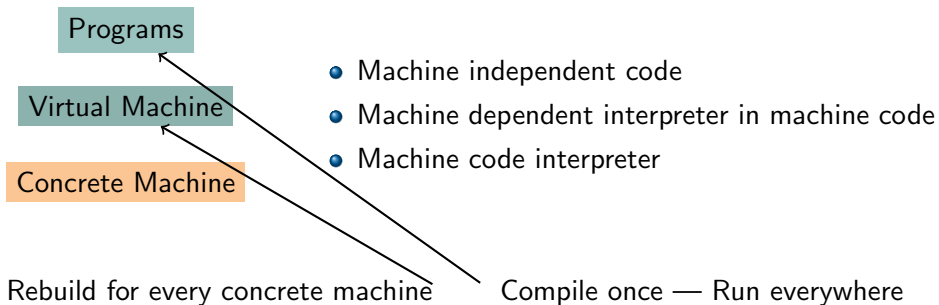 Programs
Virtual Machine
Concrete Machine
Machine independent code
Machine dependent interpreter in machine code
Machine code interpreter
Rebuild for every concrete machine
Compile once — Run everywhere